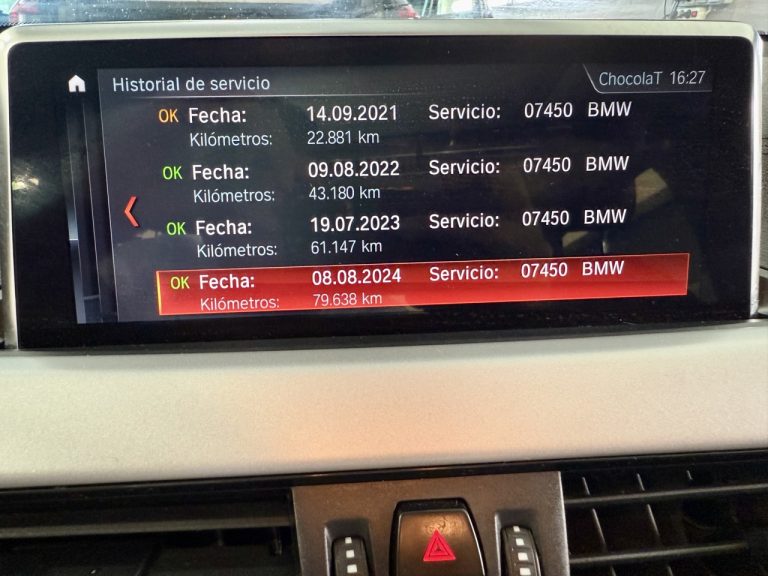 Historial de servicio
ChocolaT 16:27
OK Fecha: 14.09.2021 Servicio: 07450 BMW
Kilómetros: 22.881 km
OK Fecha: 09.08.2022 Servicio: 07450 BMW
Kilómetros: 43.180 km
OK Fecha: 19.07.2023 Servicio: 07450 BMW
Kilómetros: 61.147 km
OK Fecha: 08.08.2024 Servicio: 07450 BMW
Kilómetros: 79.638 km